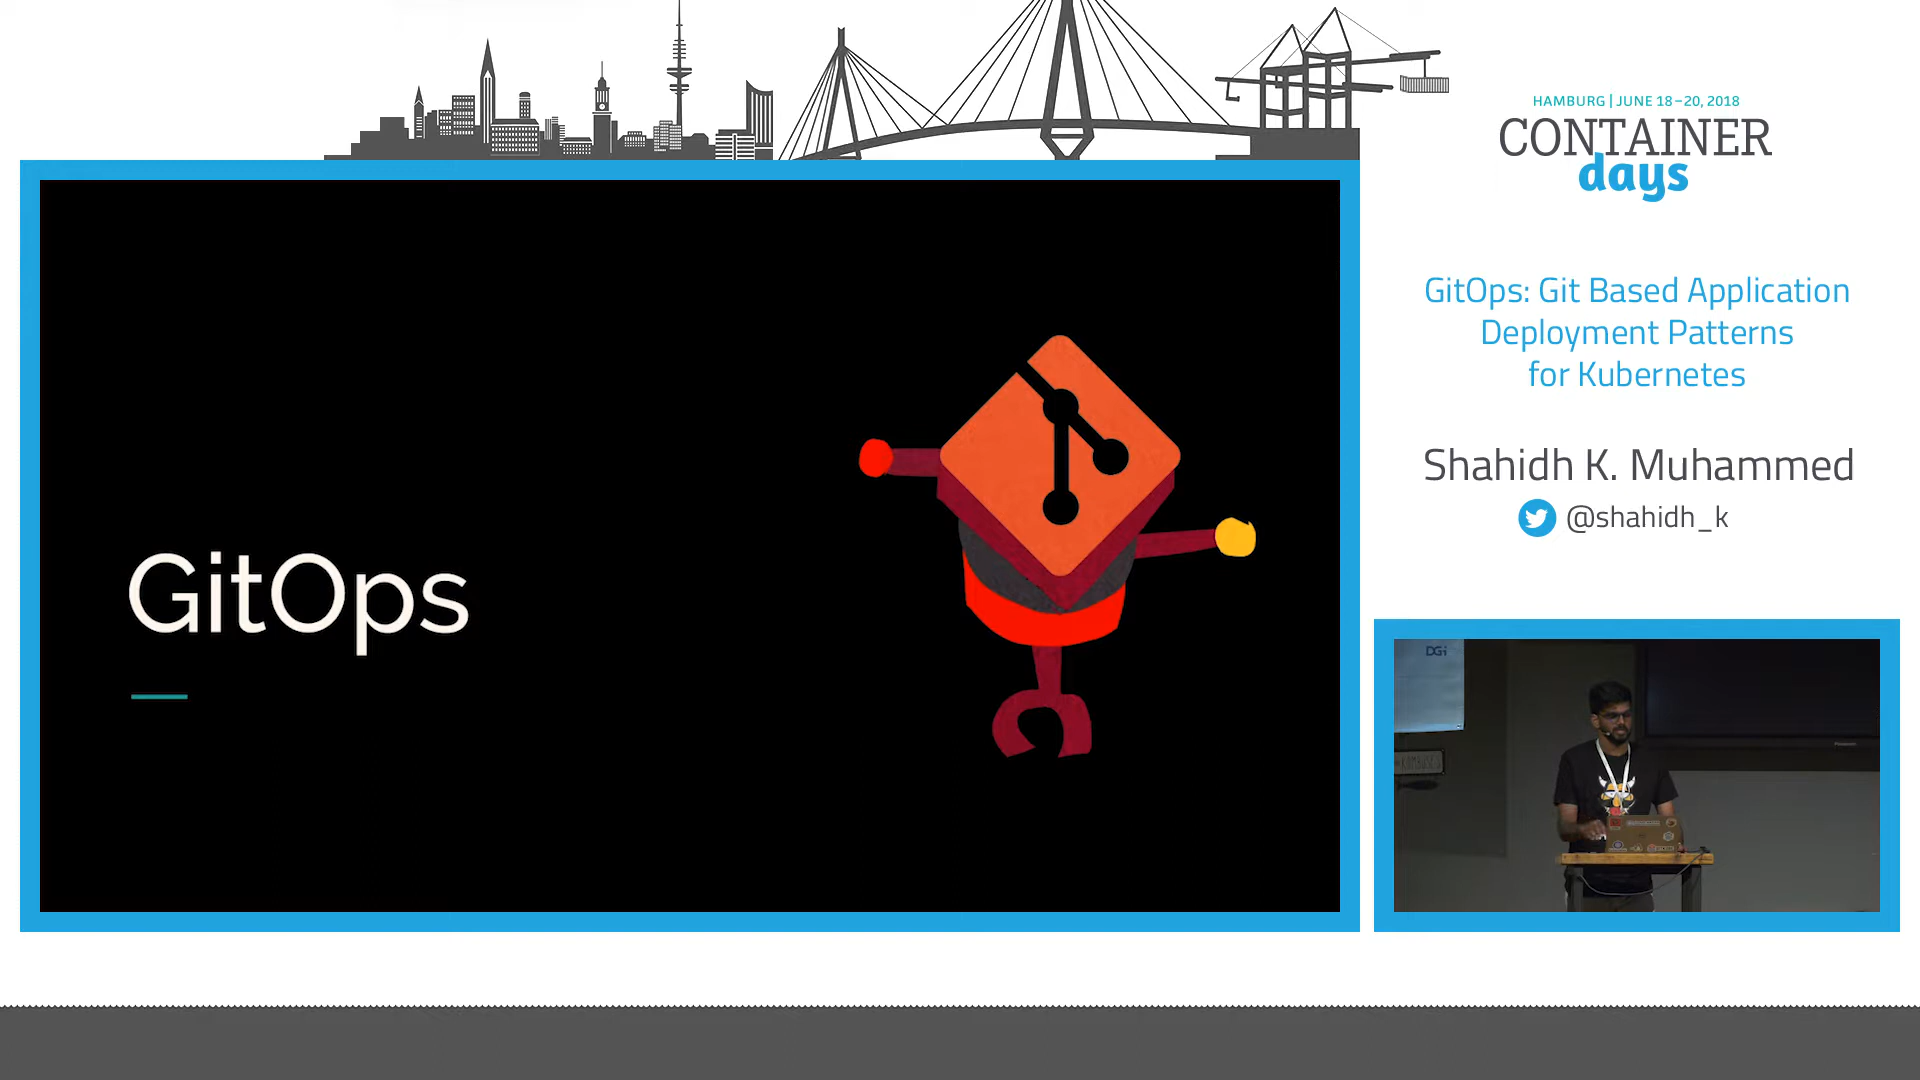 HAMBURG | JUNE 18–20, 2018
CONTAINER
days
GitOps: Git Based Application
Deployment Patterns
for Kubernetes
Shahidh K. Muhammed
@shahidh_k
GitOps
DGi